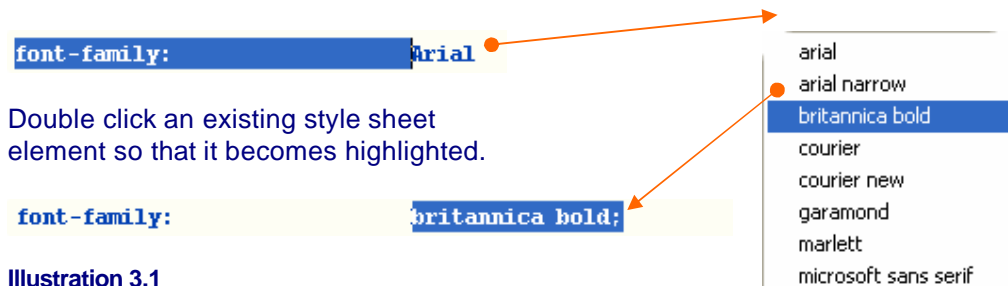 font-family: Arial
Double click an existing style sheet
element so that it becomes highlighted.
font-family: britannica bold;
Illustration 3.1
arial
arial narrow
britannica bold
courier
courier new
garamond
marlett
microsoft sans serif